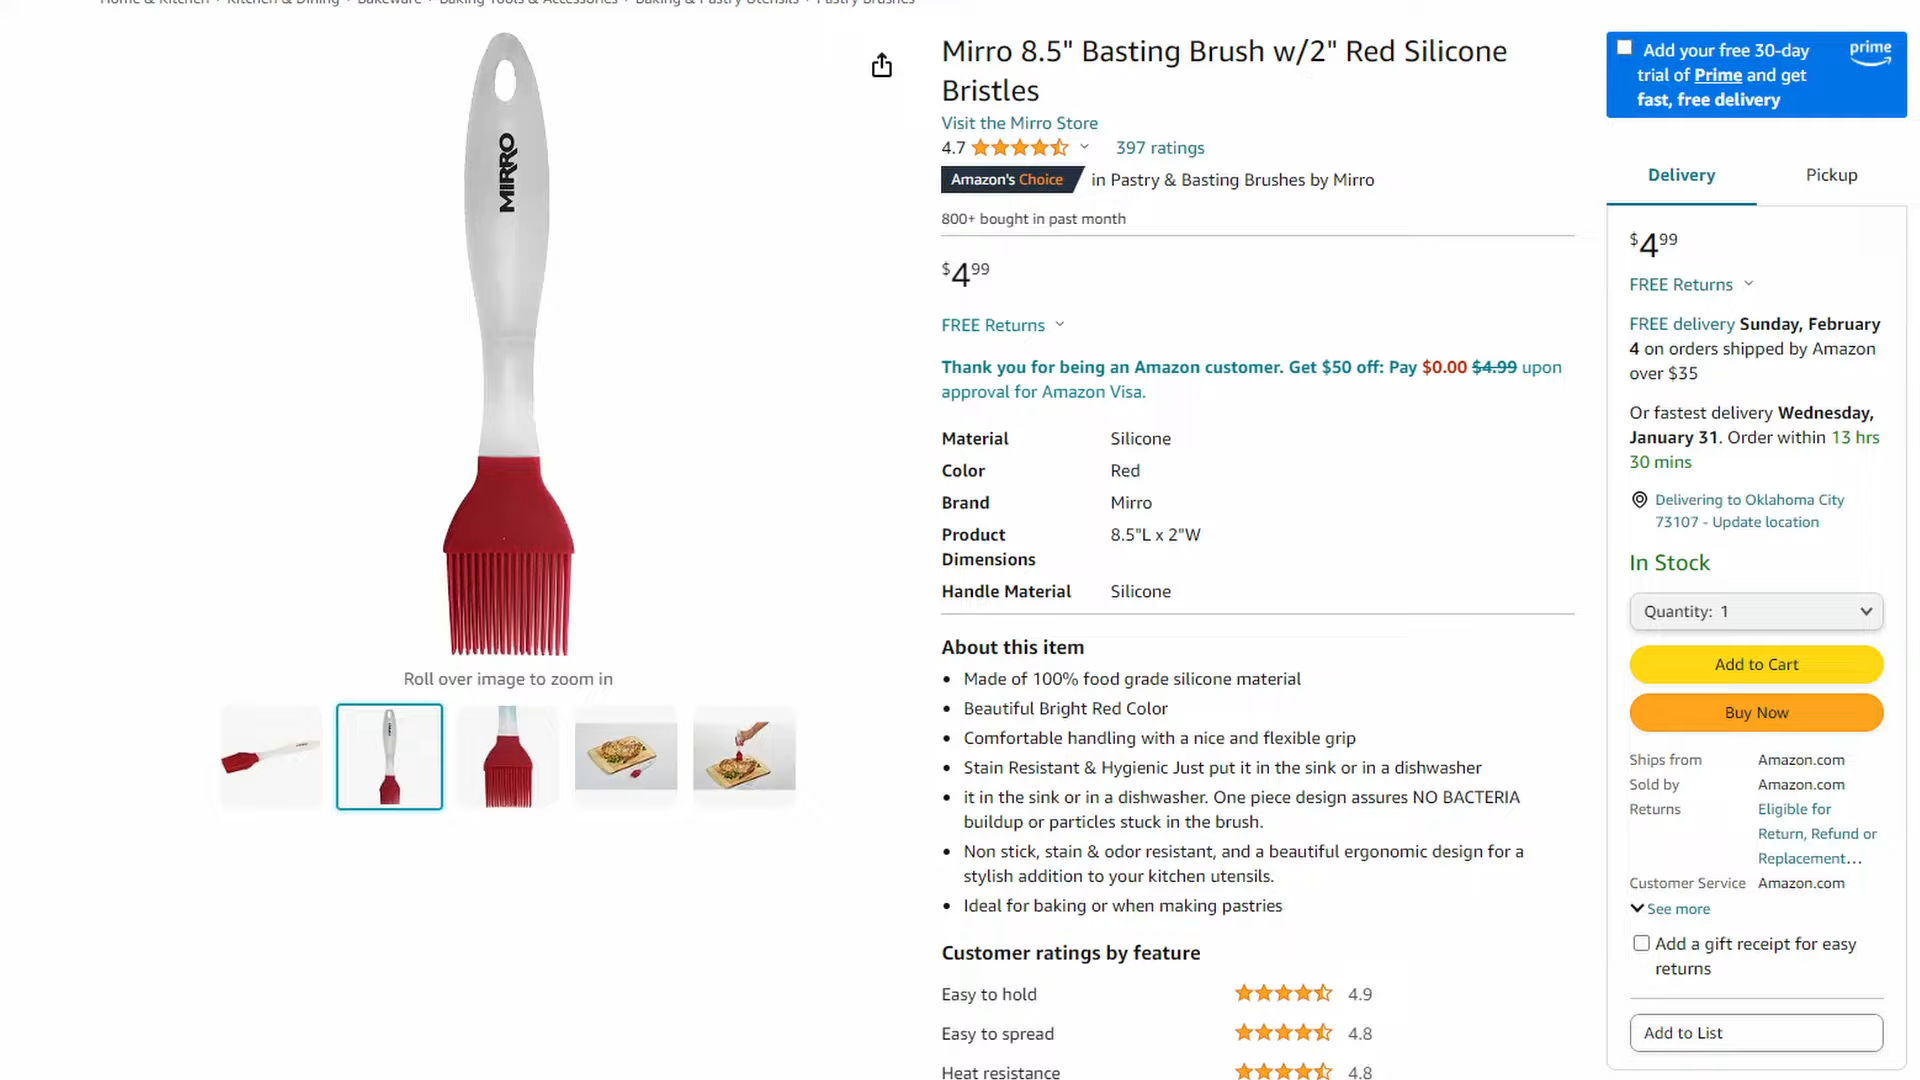 Home & Kitchen › Kitchen & Dining › Bakeware › Baking Tools & Accessories › Baking & Pastry Utensils › Pastry Brushes
MIRRO
Roll over image to zoom in
Mirro 8.5" Basting Brush w/2" Red Silicone
Bristles
Visit the Mirro Store
4.7
397 ratings
Amazon's Choice in Pastry & Basting Brushes by Mirro
800+ bought in past month
$4 99
FREE Returns
Thank you for being an Amazon customer. Get $50 off: Pay $0.00 $4.99 upon
approval for Amazon Visa.
Material Silicone
Color Red
Brand Mirro
Product 8.5"L x 2"W
Dimensions
Handle Material Silicone
About this item
• Made of 100% food grade silicone material
• Beautiful Bright Red Color
• Comfortable handling with a nice and flexible grip
• Stain Resistant & Hygienic Just put it in the sink or in a dishwasher
• it in the sink or in a dishwasher. One piece design assures NO BACTERIA
buildup or particles stuck in the brush.
• Non stick, stain & odor resistant, and a beautiful ergonomic design for a
stylish addition to your kitchen utensils.
• Ideal for baking or when making pastries
Customer ratings by feature
Easy to hold 4.9
Easy to spread 4.8
Heat resistance 4.8
Add your free 30-day
trial of Prime and get
fast, free delivery
prime
Delivery Pickup
$4 99
FREE Returns
FREE delivery Sunday, February
4 on orders shipped by Amazon
over $35
Or fastest delivery Wednesday,
January 31. Order within 13 hrs
30 mins
Delivering to Oklahoma City
73107 - Update location
In Stock
Quantity: 1
Add to Cart
Buy Now
Ships from Amazon.com
Sold by Amazon.com
Returns Eligible for
Return, Refund or
Replacement…
Customer Service Amazon.com
See more
Add a gift receipt for easy
returns
Add to List